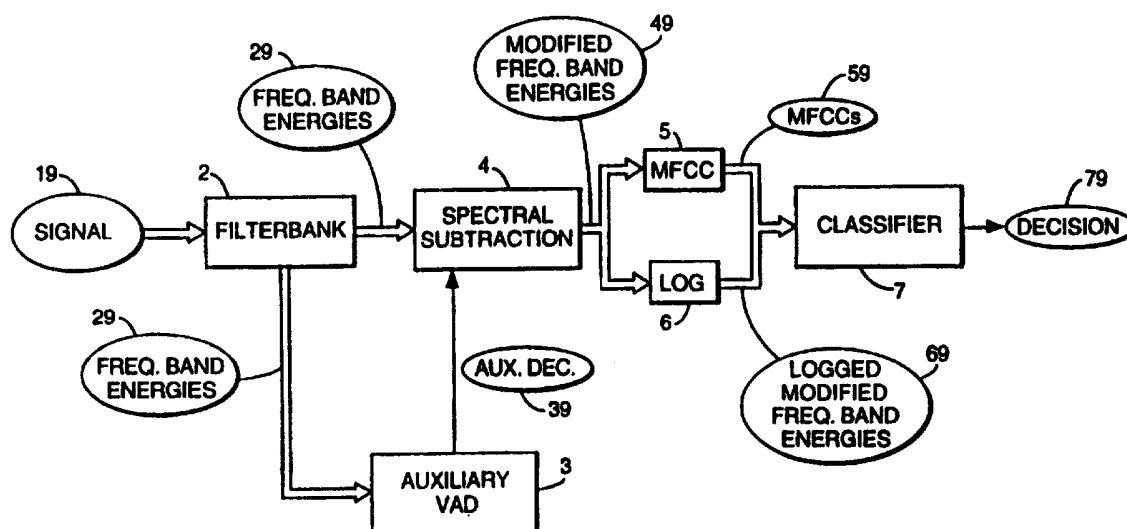 49
MODIFIED
FREQ. BAND
ENERGIES
29
FREQ. BAND
ENERGIES
59
MFCCs
5
MFCC
19
SIGNAL
2
FILTERBANK
4
SPECTRAL
SUBTRACTION
CLASSIFIER
7
79
DECISION
LOG
6
29
FREQ. BAND
ENERGIES
AUX. DEC.
39
69
LOGGED
MODIFIED
FREQ. BAND
ENERGIES
AUXILIARY
VAD
3